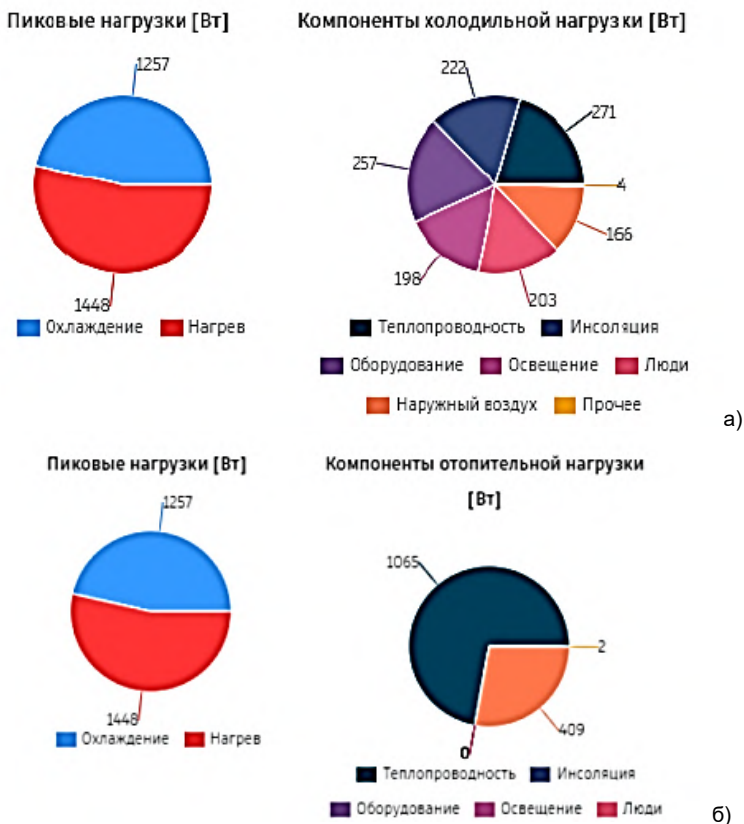 Пиковые нагрузки [Вт]
Компоненты холодильной нагрузки [Вт]
1257
1448
Охлаждение Нагрев
222
271
257
4
166
198
203
Теплопроводность Инсоляция
Оборудование Освещение Люди
Наружный воздух Прочее
а)
Пиковые нагрузки [Вт]
Компоненты отопительной нагрузки
[Вт]
1257
1448
Охлаждение Нагрев
1065
2
409
0
Теплопроводность Инсоляция
Оборудование Освещение Люди
б)